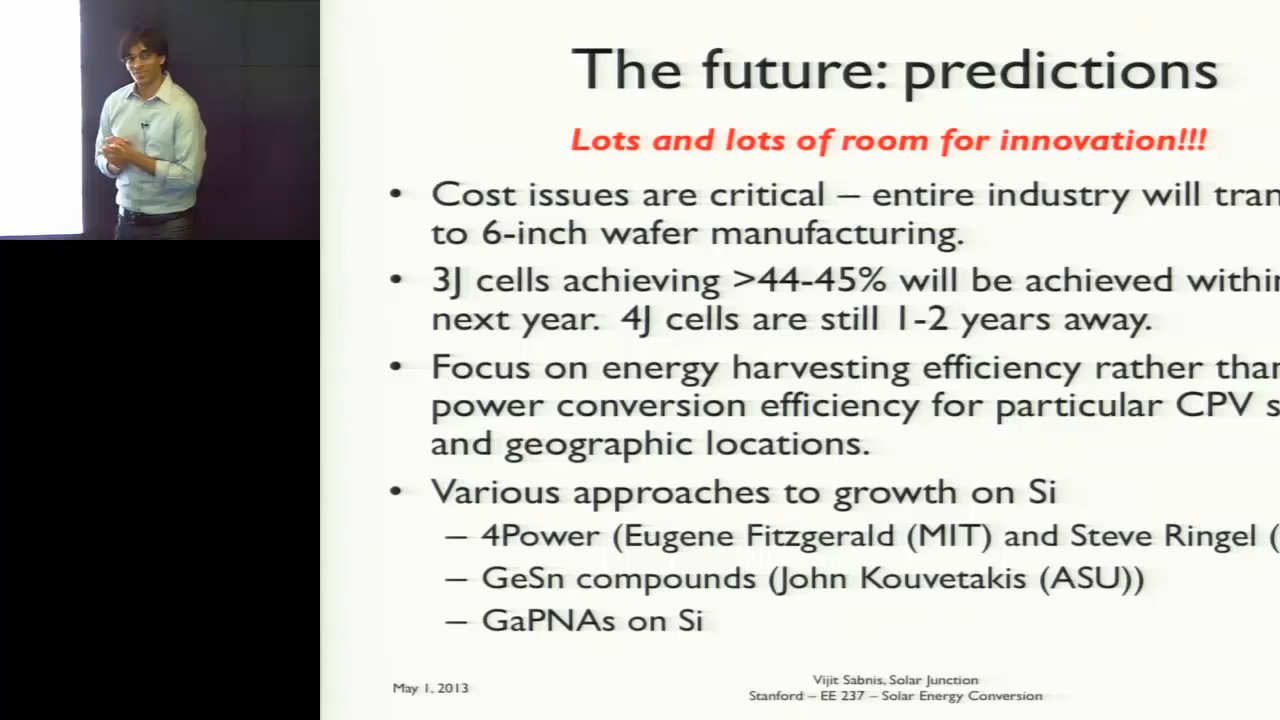 The future: predictions
Lots and lots of room for innovation!!!
• Cost issues are critical – entire industry will tran
to 6-inch wafer manufacturing.
• 3J cells achieving >44-45% will be achieved within
next year. 4J cells are still 1-2 years away.
• Focus on energy harvesting efficiency rather than
power conversion efficiency for particular CPV s
and geographic locations.
• Various approaches to growth on Si
– 4Power (Eugene Fitzgerald (MIT) and Steve Ringel (
– GeSn compounds (John Kouvetakis (ASU))
– GaPNAs on Si
May 1, 2013
Vijit Sabnis, Solar Junction
Stanford – EE 237 – Solar Energy Conversion